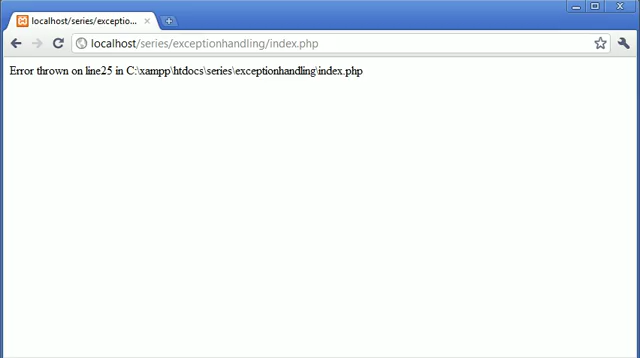 localhost/series/exceptio...
localhost/series/exceptionhandling/index.php
Error thrown on line25 in C:\xampp\htdocs\series\exceptionhandling\index.php